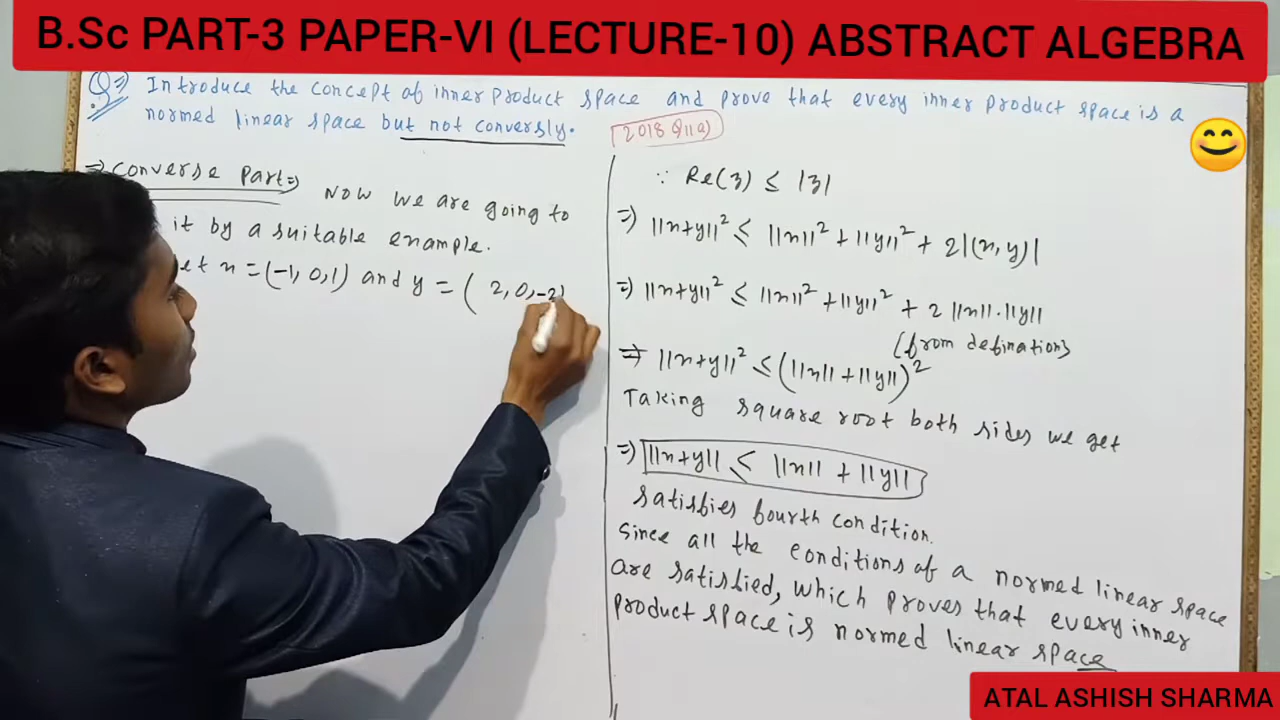 B.Sc PART-3 PAPER-VI (LECTURE-10) ABSTRACT ALGEBRA
Q⇒ Introduce the concept of inner product space and prove that every inner product space is a
normed linear space but not conversly.
2018 Q11a)
⇒ Converse Part⇒ Now we are going to
it by a suitable example.
et x = (-1, 0, 1) and y = ( 2, 0, -2)
∵ Re(z) ≤ |z|
⇒ ||x+y||² ≤ ||x||² + ||y||² + 2|(x, y)|
⇒ ||x+y||² ≤ ||x||² + ||y||² + 2 ||x||.||y||
(from defination)
⇒ ||x+y||² ≤ (||x|| + ||y||)²
Taking square root both sides we get
⇒ ||x+y|| ≤ ||x|| + ||y||
satisfies fourth condition.
Since all the conditions of a normed linear space
are satisfied, which proves that every inner
product space is normed linear space
ATAL ASHISH SHARMA